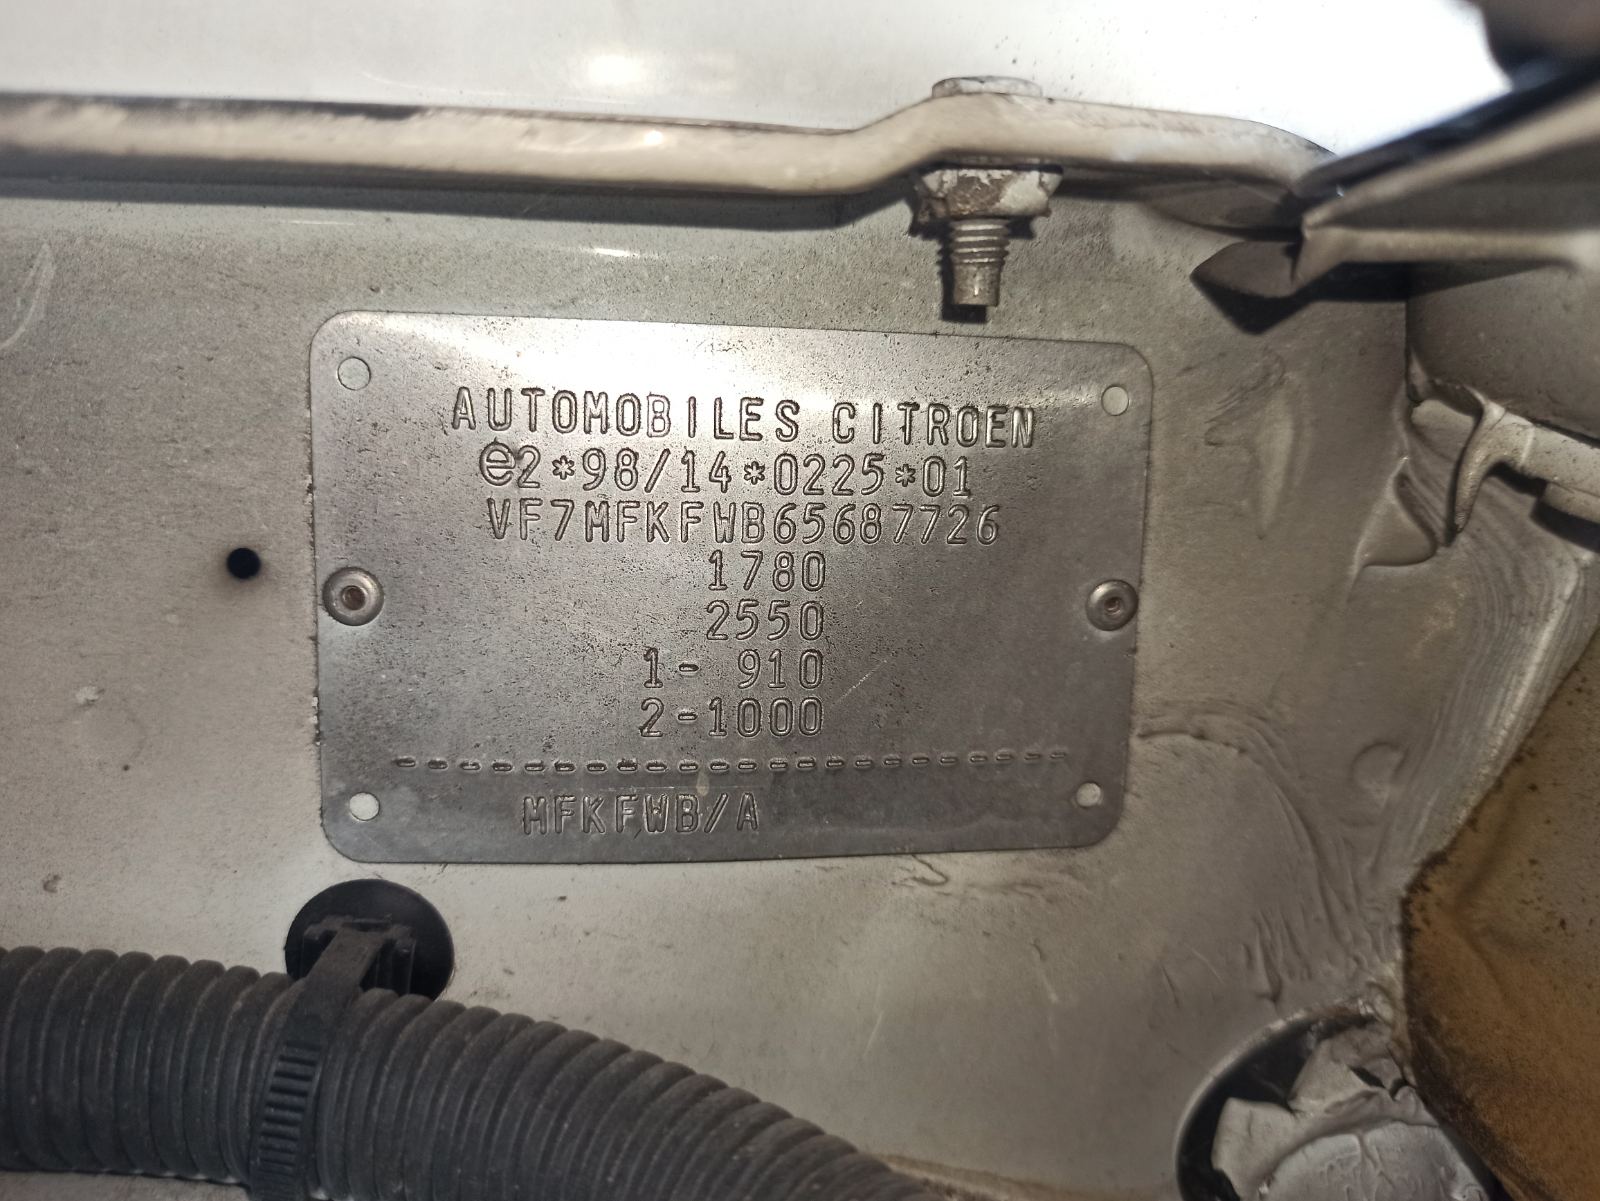 AUTOMOBILES CITROEN
e2*98/14*0225*01
VF7MFKFWB65687726
1780
2550
1- 910
2-1000
----------------------
MFKFWB/A